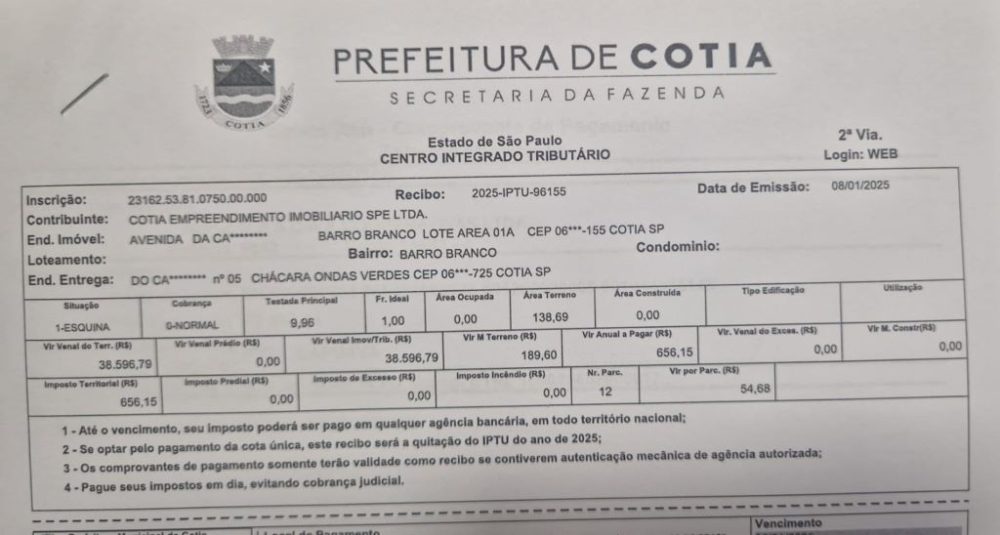 PREFEITURA DE COTIA
SECRETARIA DA FAZENDA
1723 COTIA 1856
Estado de São Paulo
CENTRO INTEGRADO TRIBUTÁRIO
2ª Via.
Login: WEB
Inscrição: 23162.53.81.0750.00.000 Recibo: 2025-IPTU-96155 Data de Emissão: 08/01/2025
Contribuinte: COTIA EMPREENDIMENTO IMOBILIARIO SPE LTDA.
End. Imóvel: AVENIDA DA CA******** BARRO BRANCO LOTE AREA 01A CEP 06***-155 COTIA SP
Loteamento: Bairro: BARRO BRANCO Condominio:
End. Entrega: DO CA******** nº 05 CHÁCARA ONDAS VERDES CEP 06***-725 COTIA SP
Situação Cobrança Testada Principal Fr. Ideal Área Ocupada Área Terreno Área Construida Tipo Edificação Utilização
1-ESQUINA 0-NORMAL 9,96 1,00 0,00 138,69 0,00
Vlr Venal do Terr. (R$) Vlr Venal Prédio (R$) Vlr Venal Imov/Trib. (R$) Vlr M Terreno (R$) Vlr Anual a Pagar (R$) Vlr. Venal do Exces. (R$) Vlr M. Constr(R$)
38.596,79 0,00 38.596,79 189,60 656,15 0,00 0,00
Imposto Territorial (R$) Imposto Predial (R$) Imposto de Excesso (R$) Imposto Incêndio (R$) Nr. Parc. Vlr por Parc. (R$)
656,15 0,00 0,00 0,00 12 54,68
1 - Até o vencimento, seu imposto poderá ser pago em qualquer agência bancária, em todo território nacional;
2 - Se optar pelo pagamento da cota única, este recibo será a quitação do IPTU do ano de 2025;
3 - Os comprovantes de pagamento somente terão validade como recibo se contiverem autenticação mecânica de agência autorizada;
4 - Pague seus impostos em dia, evitando cobrança judicial.
Local de Pagamento
Vencimento